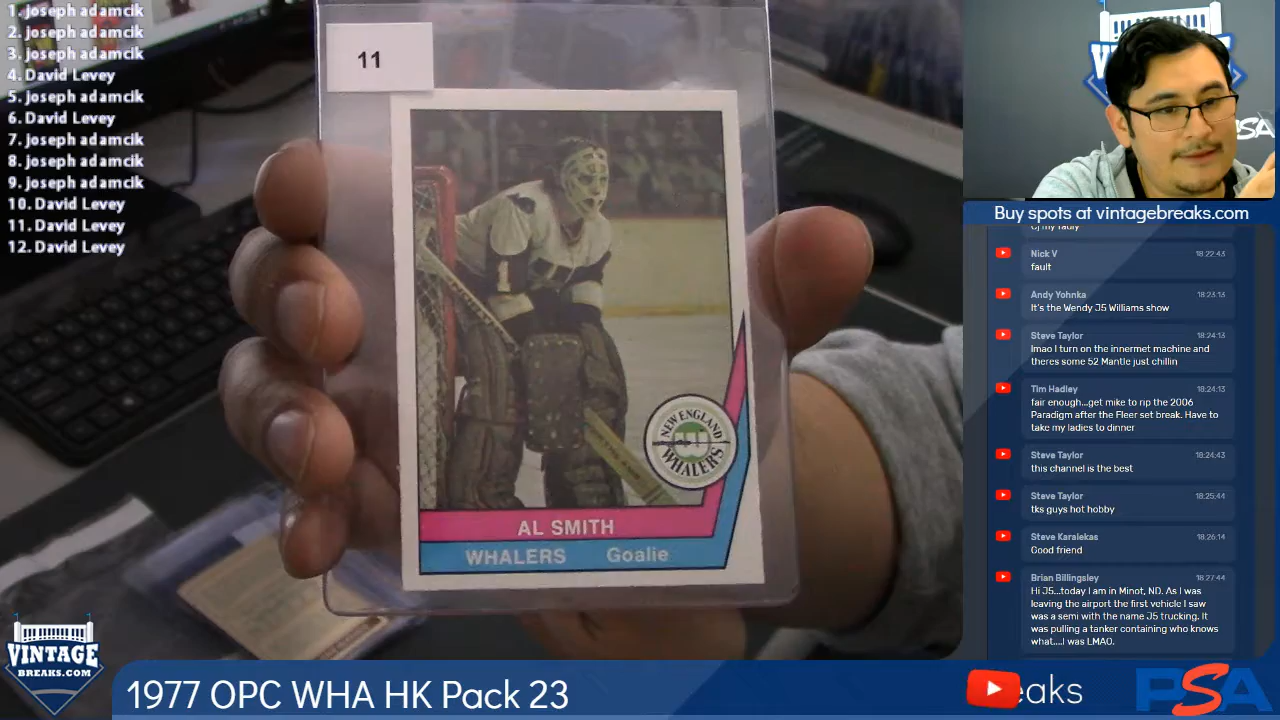 1. joseph adamcik
2. joseph adamcik
3. joseph adamcik
4. David Levey
5. joseph adamcik
6. David Levey
7. joseph adamcik
8. joseph adamcik
9. joseph adamcik
10. David Levey
11. David Levey
12. David Levey
11
1
NEW ENGLAND
WHALERS
AL SMITH
WHALERS Goalie
VINTAGE
BREAKS.COM
1977 OPC WHA HK Pack 23
PSA
Buy spots at vintagebreaks.com
Nick V 18:22:43
fault
Andy Yohnka 18:23:13
It's the Wendy J5 Williams show
Steve Taylor 18:24:13
lmao I turn on the innermet machine and
theres some 52 Mantle just chillin
Tim Hadley 18:24:13
fair enough...get mike to rip the 2006
Paradigm after the Fleer set break. Have to
take my ladies to dinner
Steve Taylor 18:24:43
this channel is the best
Steve Taylor 18:25:44
tks guys hot hobby
Steve Karalekas 18:26:14
Good friend
Brian Billingsley 18:27:44
Hi J5...today I am in Minot, ND. As I was
leaving the airport the first vehicle I saw
was a semi with the name J5 trucking. It
was pulling a tanker containing who knows
what....I was LMAO.
eaks
PSA